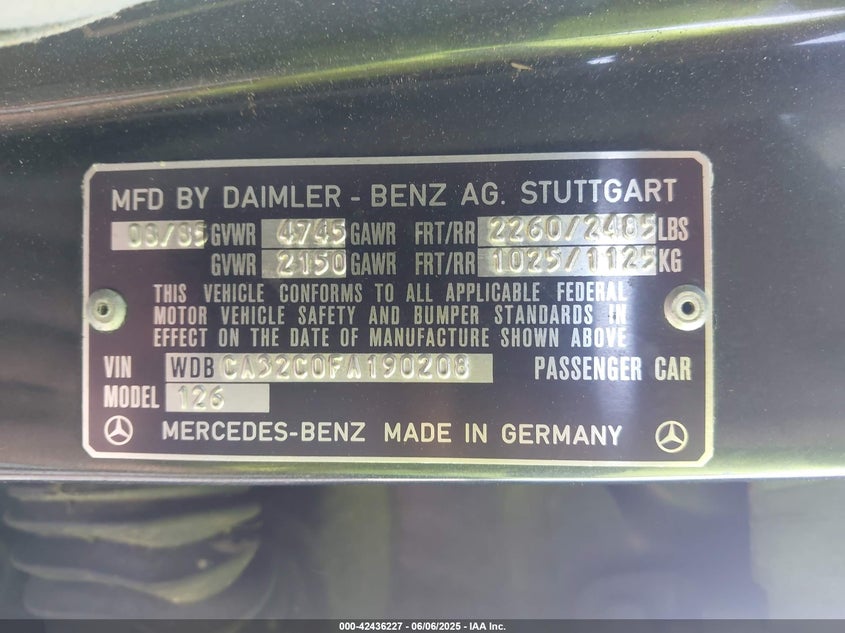 MFD BY DAIMLER - BENZ AG. STUTTGART
08/85 GVWR 4745 GAWR FRT/RR 2260/2485 LBS
GVWR 2150 GAWR FRT/RR 1025/1125 KG
THIS VEHICLE CONFORMS TO ALL APPLICABLE FEDERAL
MOTOR VEHICLE SAFETY AND BUMPER STANDARDS IN
EFFECT ON THE DATE OF MANUFACTURE SHOWN ABOVE
VIN WDB CA32C0FA190208 PASSENGER CAR
MODEL 126
MERCEDES-BENZ MADE IN GERMANY
000-42436227 - 06/06/2025 - IAA Inc.